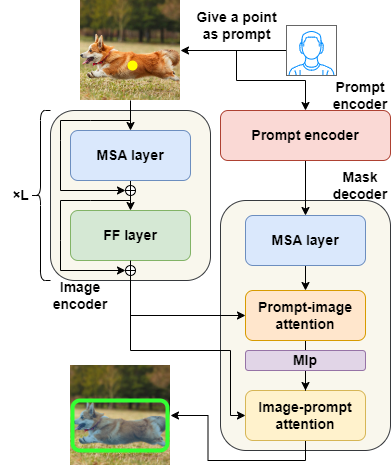 Give a point
as prompt
Prompt
encoder
MSA layer
Prompt encoder
×L
Mask
decoder
FF layer
MSA layer
Image
encoder
Prompt-image
attention
Mlp
Image-prompt
attention